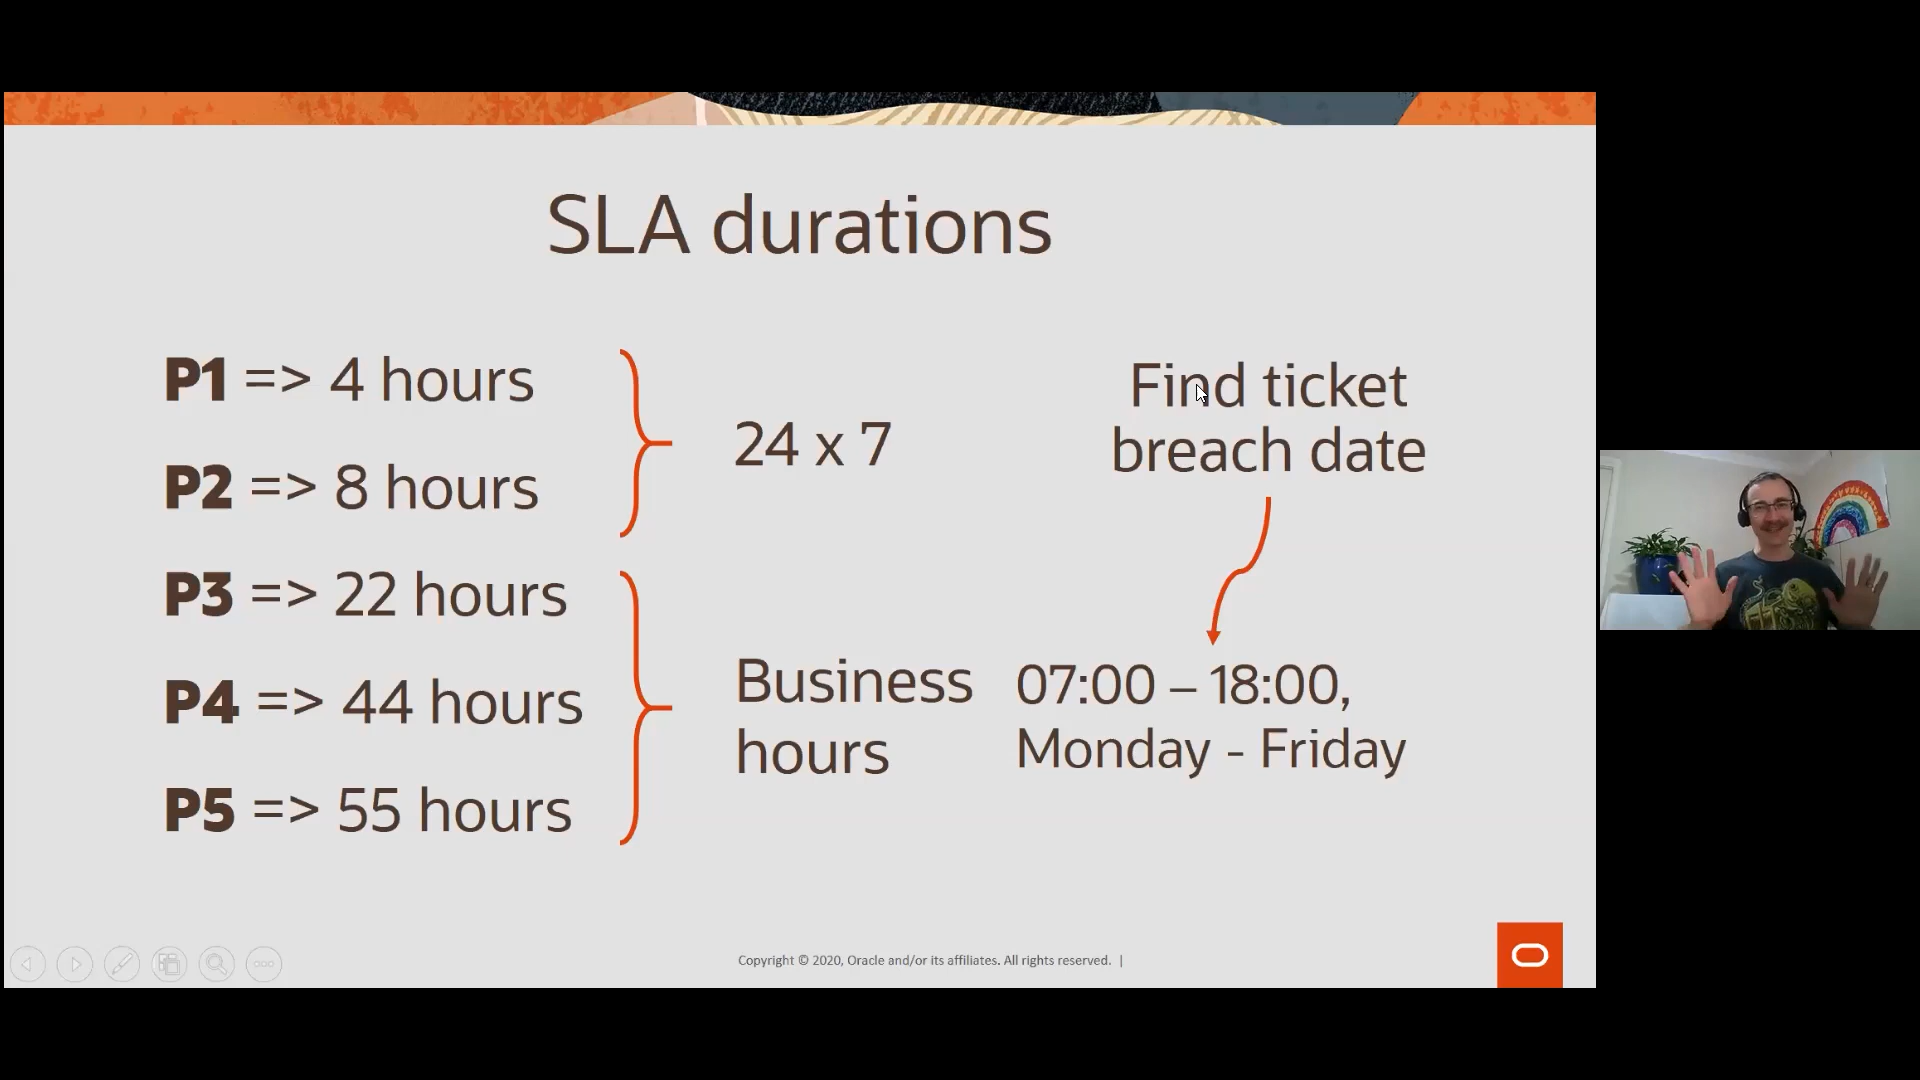 SLA durations
P1 => 4 hours
P2 => 8 hours
P3 => 22 hours
P4 => 44 hours
P5 => 55 hours
24 x 7
Business
hours
Find ticket
breach date
07:00 – 18:00,
Monday - Friday
Copyright © 2020, Oracle and/or its affiliates. All rights reserved. |